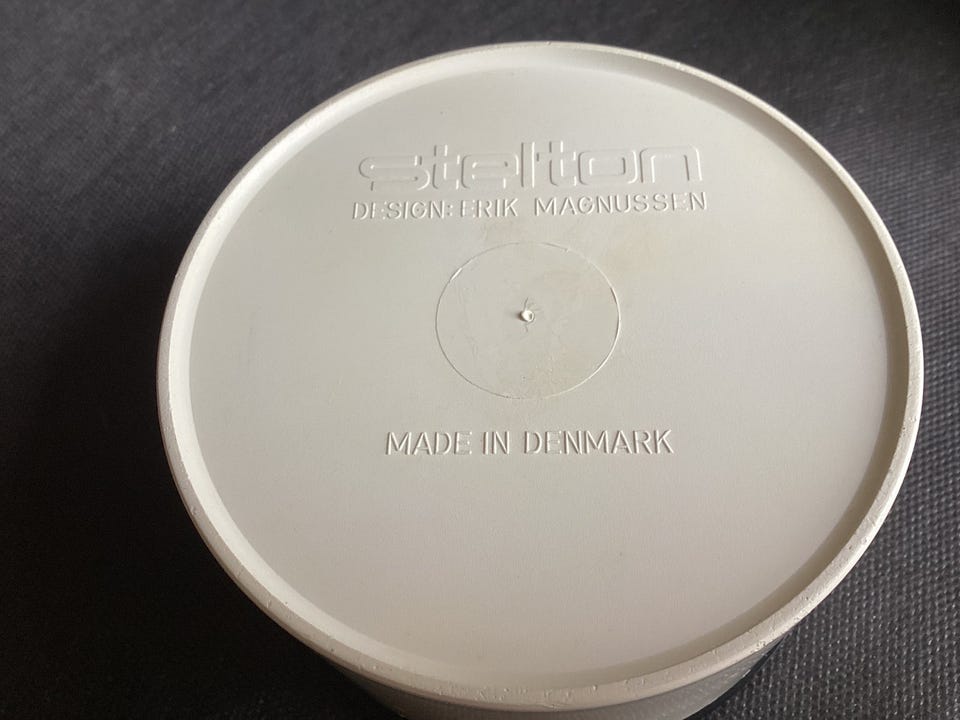 stelton
DESIGN: ERIK MAGNUSSEN
MADE IN DENMARK